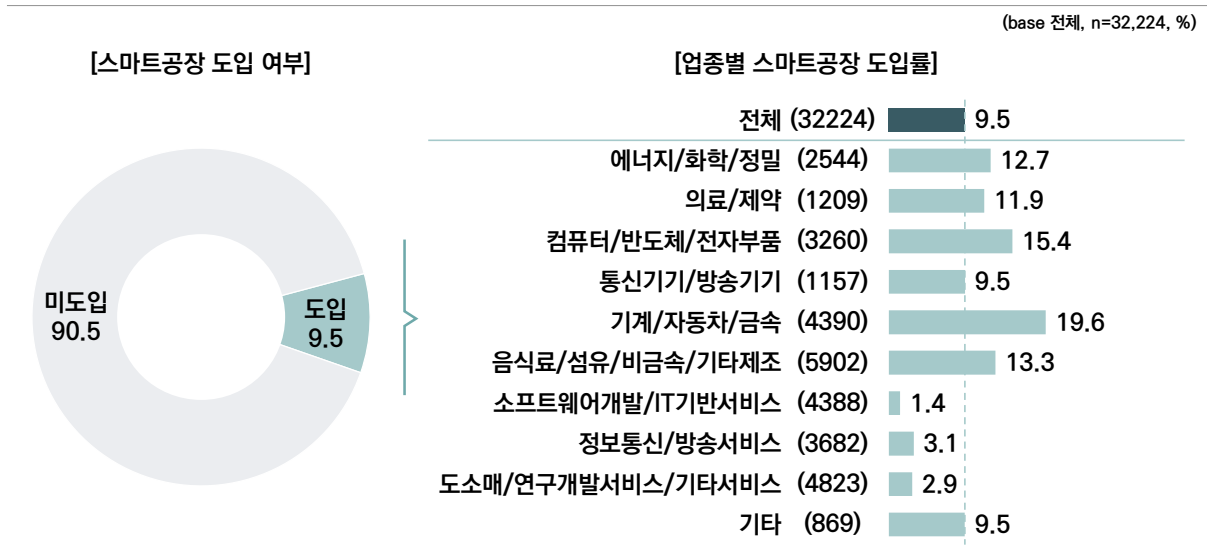 (base 전체, n=32,224, %)
[스마트공장 도입 여부]
[업종별 스마트공장 도입률]
미도입
90.5
도입
9.5
전체 (32224) 9.5
에너지/화학/정밀 (2544) 12.7
의료/제약 (1209) 11.9
컴퓨터/반도체/전자부품 (3260) 15.4
통신기기/방송기기 (1157) 9.5
기계/자동차/금속 (4390) 19.6
음식료/섬유/비금속/기타제조 (5902) 13.3
소프트웨어개발/IT기반서비스 (4388) 1.4
정보통신/방송서비스 (3682) 3.1
도소매/연구개발서비스/기타서비스 (4823) 2.9
기타 (869) 9.5